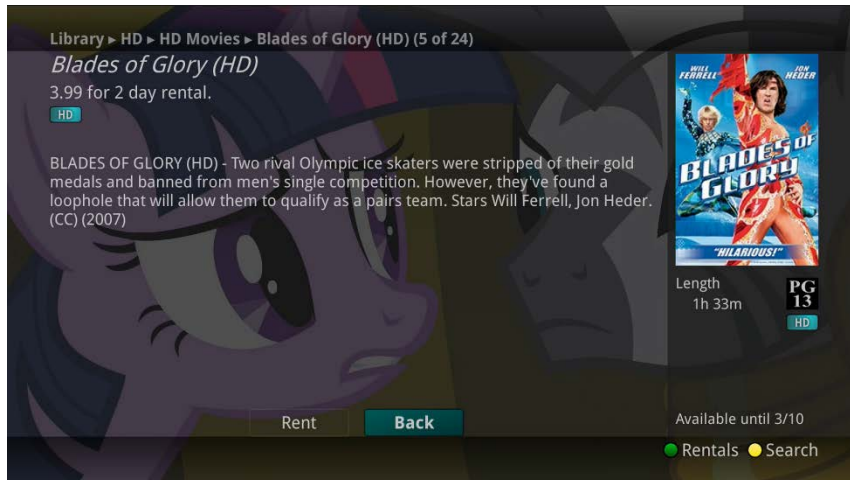 Library ▸ HD ▸ HD Movies ▸ Blades of Glory (HD) (5 of 24)
Blades of Glory (HD)
3.99 for 2 day rental.
HD
BLADES OF GLORY (HD) - Two rival Olympic ice skaters were stripped of their gold
medals and banned from men's single competition. However, they've found a
loophole that will allow them to qualify as a pairs team. Stars Will Ferrell, Jon Heder.
(CC) (2007)
WILL FERRELL
JON HEDER
BLADES OF
GLORY
"HILARIOUS!"
Length
1h 33m
PG
13
HD
Rent
Back
Available until 3/10
Rentals
Search